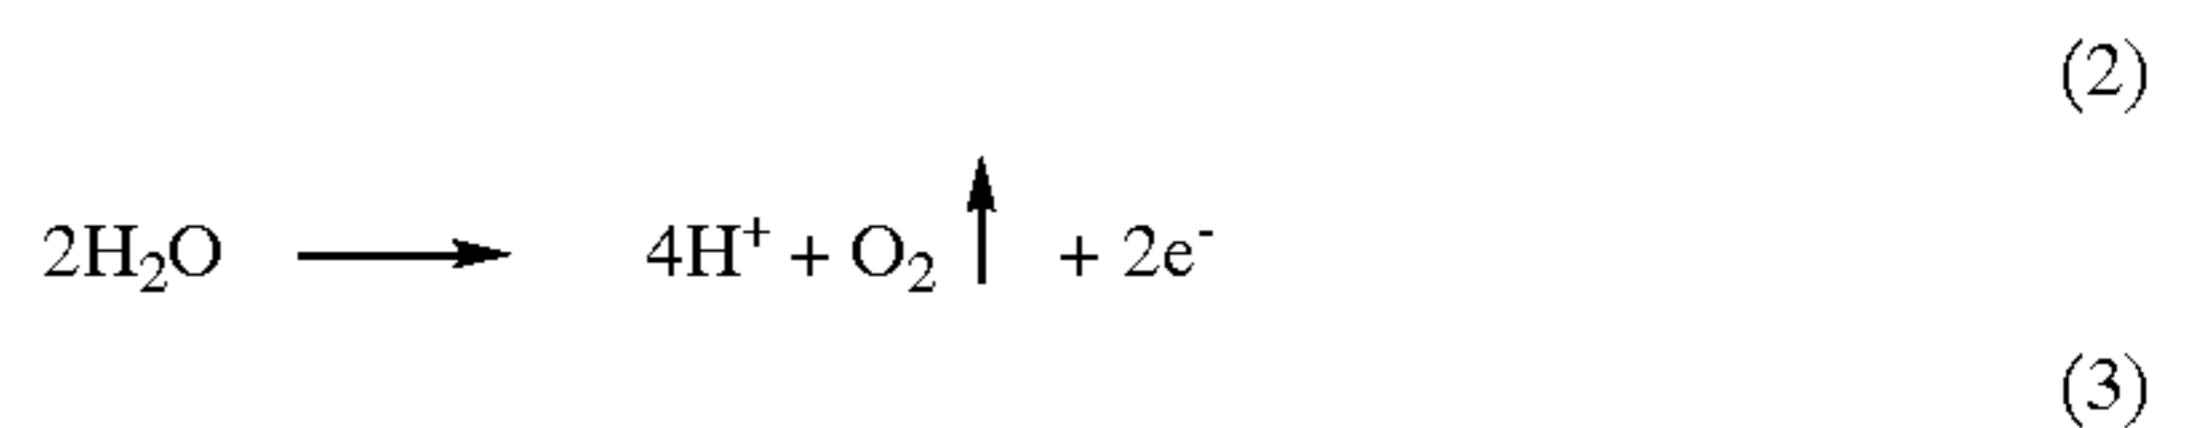 (2)
2H₂O ⟶ 4H⁺ + O₂ ↑ + 2e⁻
(3)